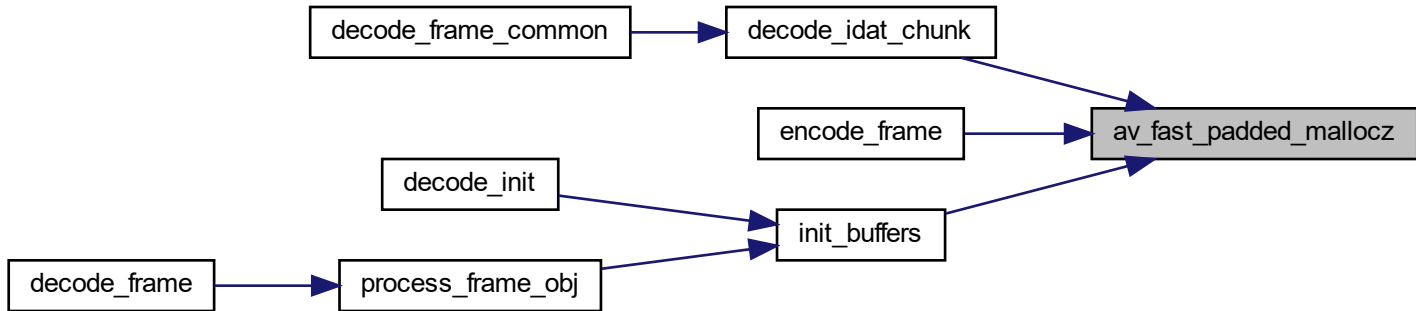 decode_frame_common
decode_idat_chunk
encode_frame
av_fast_padded_mallocz
decode_init
init_buffers
decode_frame
process_frame_obj